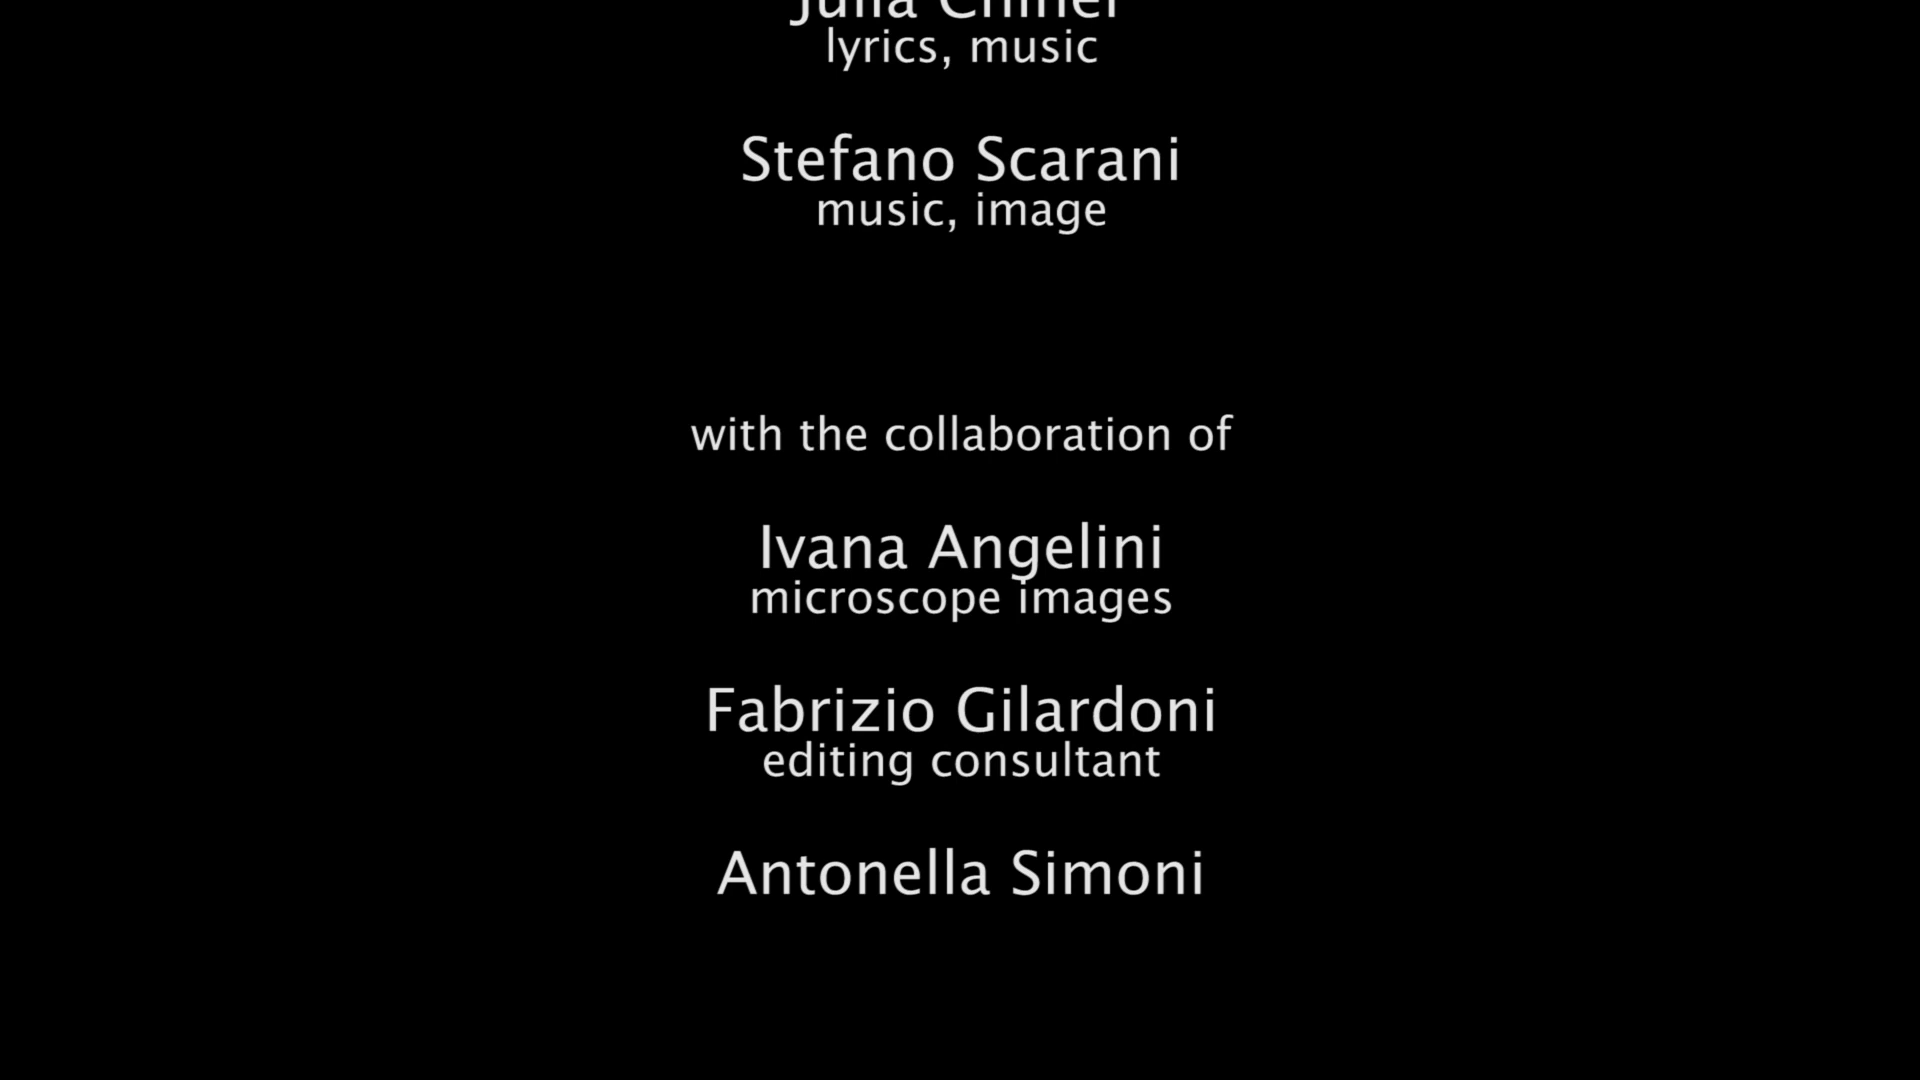 lyrics, music
Stefano Scarani
music, image
with the collaboration of
Ivana Angelini
microscope images
Fabrizio Gilardoni
editing consultant
Antonella Simoni